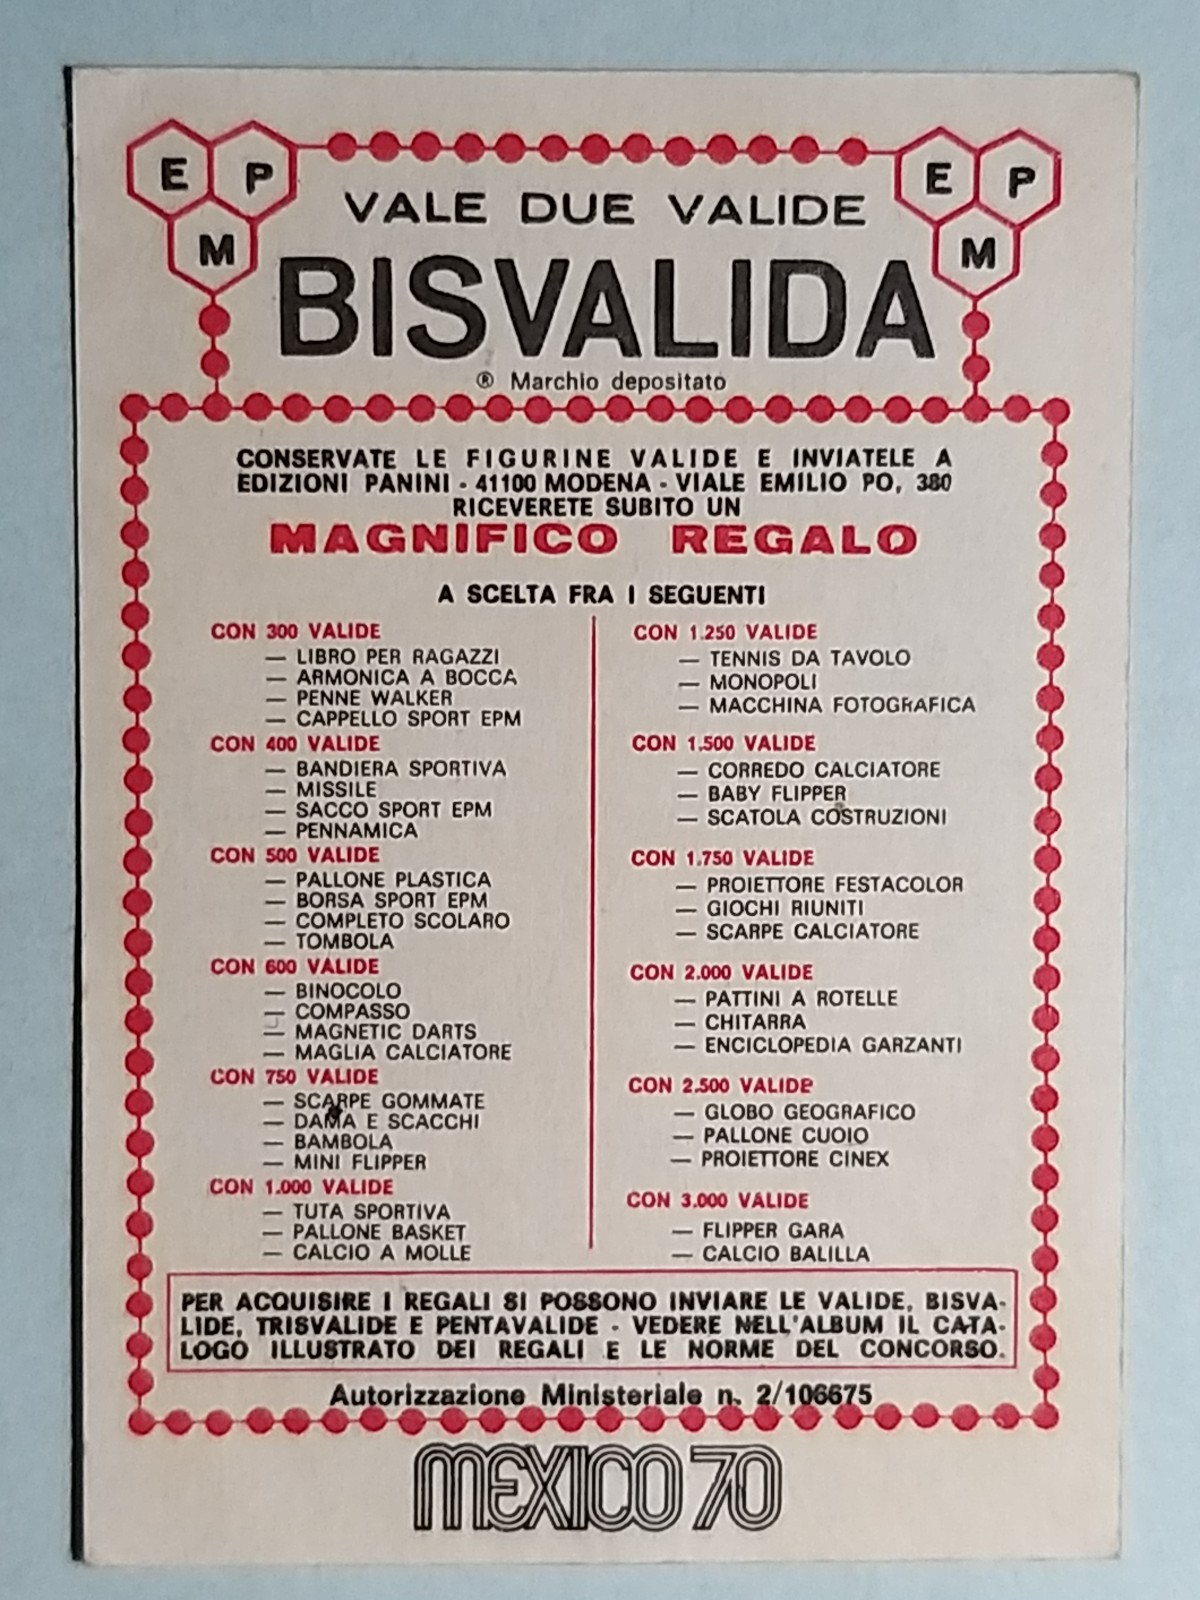 E P
M
E P
M
VALE DUE VALIDE
BISVALIDA
® Marchio depositato
CONSERVATE LE FIGURINE VALIDE E INVIATELE A
EDIZIONI PANINI - 41100 MODENA - VIALE EMILIO PO, 380
RICEVERETE SUBITO UN
MAGNIFICO REGALO
A SCELTA FRA I SEGUENTI
CON 300 VALIDE
— LIBRO PER RAGAZZI
— ARMONICA A BOCCA
— PENNE WALKER
— CAPPELLO SPORT EPM
CON 400 VALIDE
— BANDIERA SPORTIVA
— MISSILE
— SACCO SPORT EPM
— PENNAMICA
CON 500 VALIDE
— PALLONE PLASTICA
— BORSA SPORT EPM
— COMPLETO SCOLARO
— TOMBOLA
CON 600 VALIDE
— BINOCOLO
— COMPASSO
— MAGNETIC DARTS
— MAGLIA CALCIATORE
CON 750 VALIDE
— SCARPE GOMMATE
— DAMA E SCACCHI
— BAMBOLA
— MINI FLIPPER
CON 1.000 VALIDE
— TUTA SPORTIVA
— PALLONE BASKET
— CALCIO A MOLLE
CON 1.250 VALIDE
— TENNIS DA TAVOLO
— MONOPOLI
— MACCHINA FOTOGRAFICA
CON 1.500 VALIDE
— CORREDO CALCIATORE
— BABY FLIPPER
— SCATOLA COSTRUZIONI
CON 1.750 VALIDE
— PROIETTORE FESTACOLOR
— GIOCHI RIUNITI
— SCARPE CALCIATORE
CON 2.000 VALIDE
— PATTINI A ROTELLE
— CHITARRA
— ENCICLOPEDIA GARZANTI
CON 2.500 VALIDE
— GLOBO GEOGRAFICO
— PALLONE CUOIO
— PROIETTORE CINEX
CON 3.000 VALIDE
— FLIPPER GARA
— CALCIO BALILLA
PER ACQUISIRE I REGALI SI POSSONO INVIARE LE VALIDE, BISVA-
LIDE, TRISVALIDE E PENTAVALIDE - VEDERE NELL'ALBUM IL CATA-
LOGO ILLUSTRATO DEI REGALI E LE NORME DEL CONCORSO.
Autorizzazione Ministeriale n. 2/106675
MEXICO 70